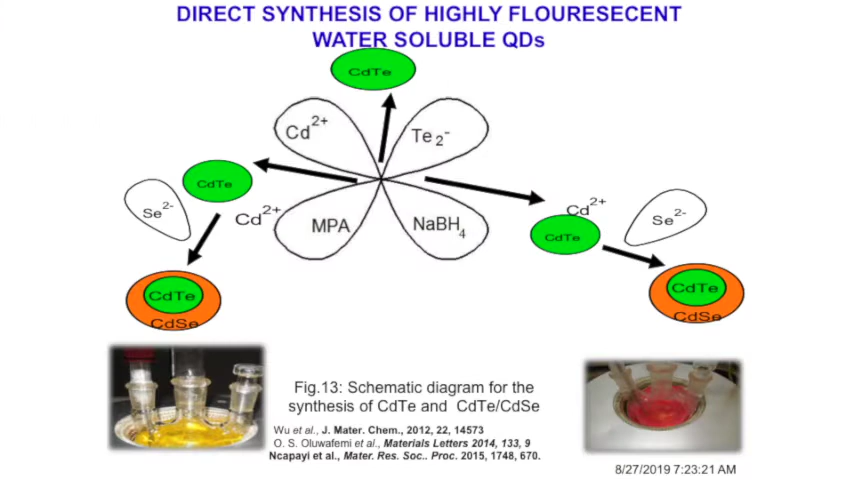 DIRECT SYNTHESIS OF HIGHLY FLOURESECENT
WATER SOLUBLE QDs
CdTe
Cd2+
Te2-
CdTe
Se2-
Cd2+
MPA
NaBH4
Cd2+
CdTe
Se2-
CdTe
CdSe
CdTe
CdSe
Fig.13: Schematic diagram for the
synthesis of CdTe and CdTe/CdSe
Wu et al., J. Mater. Chem., 2012, 22, 14573
O. S. Oluwafemi et al., Materials Letters 2014, 133, 9
Ncapayi et al., Mater. Res. Soc.. Proc. 2015, 1748, 670.
8/27/2019 7:23:21 AM